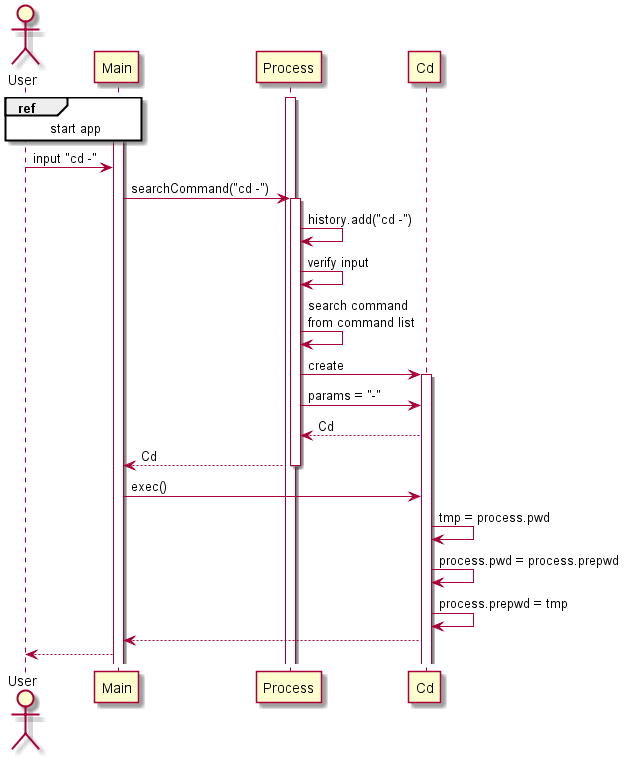 User
Main
Process
Cd
ref
start app
input "cd -"
searchCommand("cd -")
history.add("cd -")
verify input
search command
from command list
create
params = "-"
Cd
Cd
exec()
tmp = process.pwd
process.pwd = process.prepwd
process.prepwd = tmp
User
Main
Process
Cd